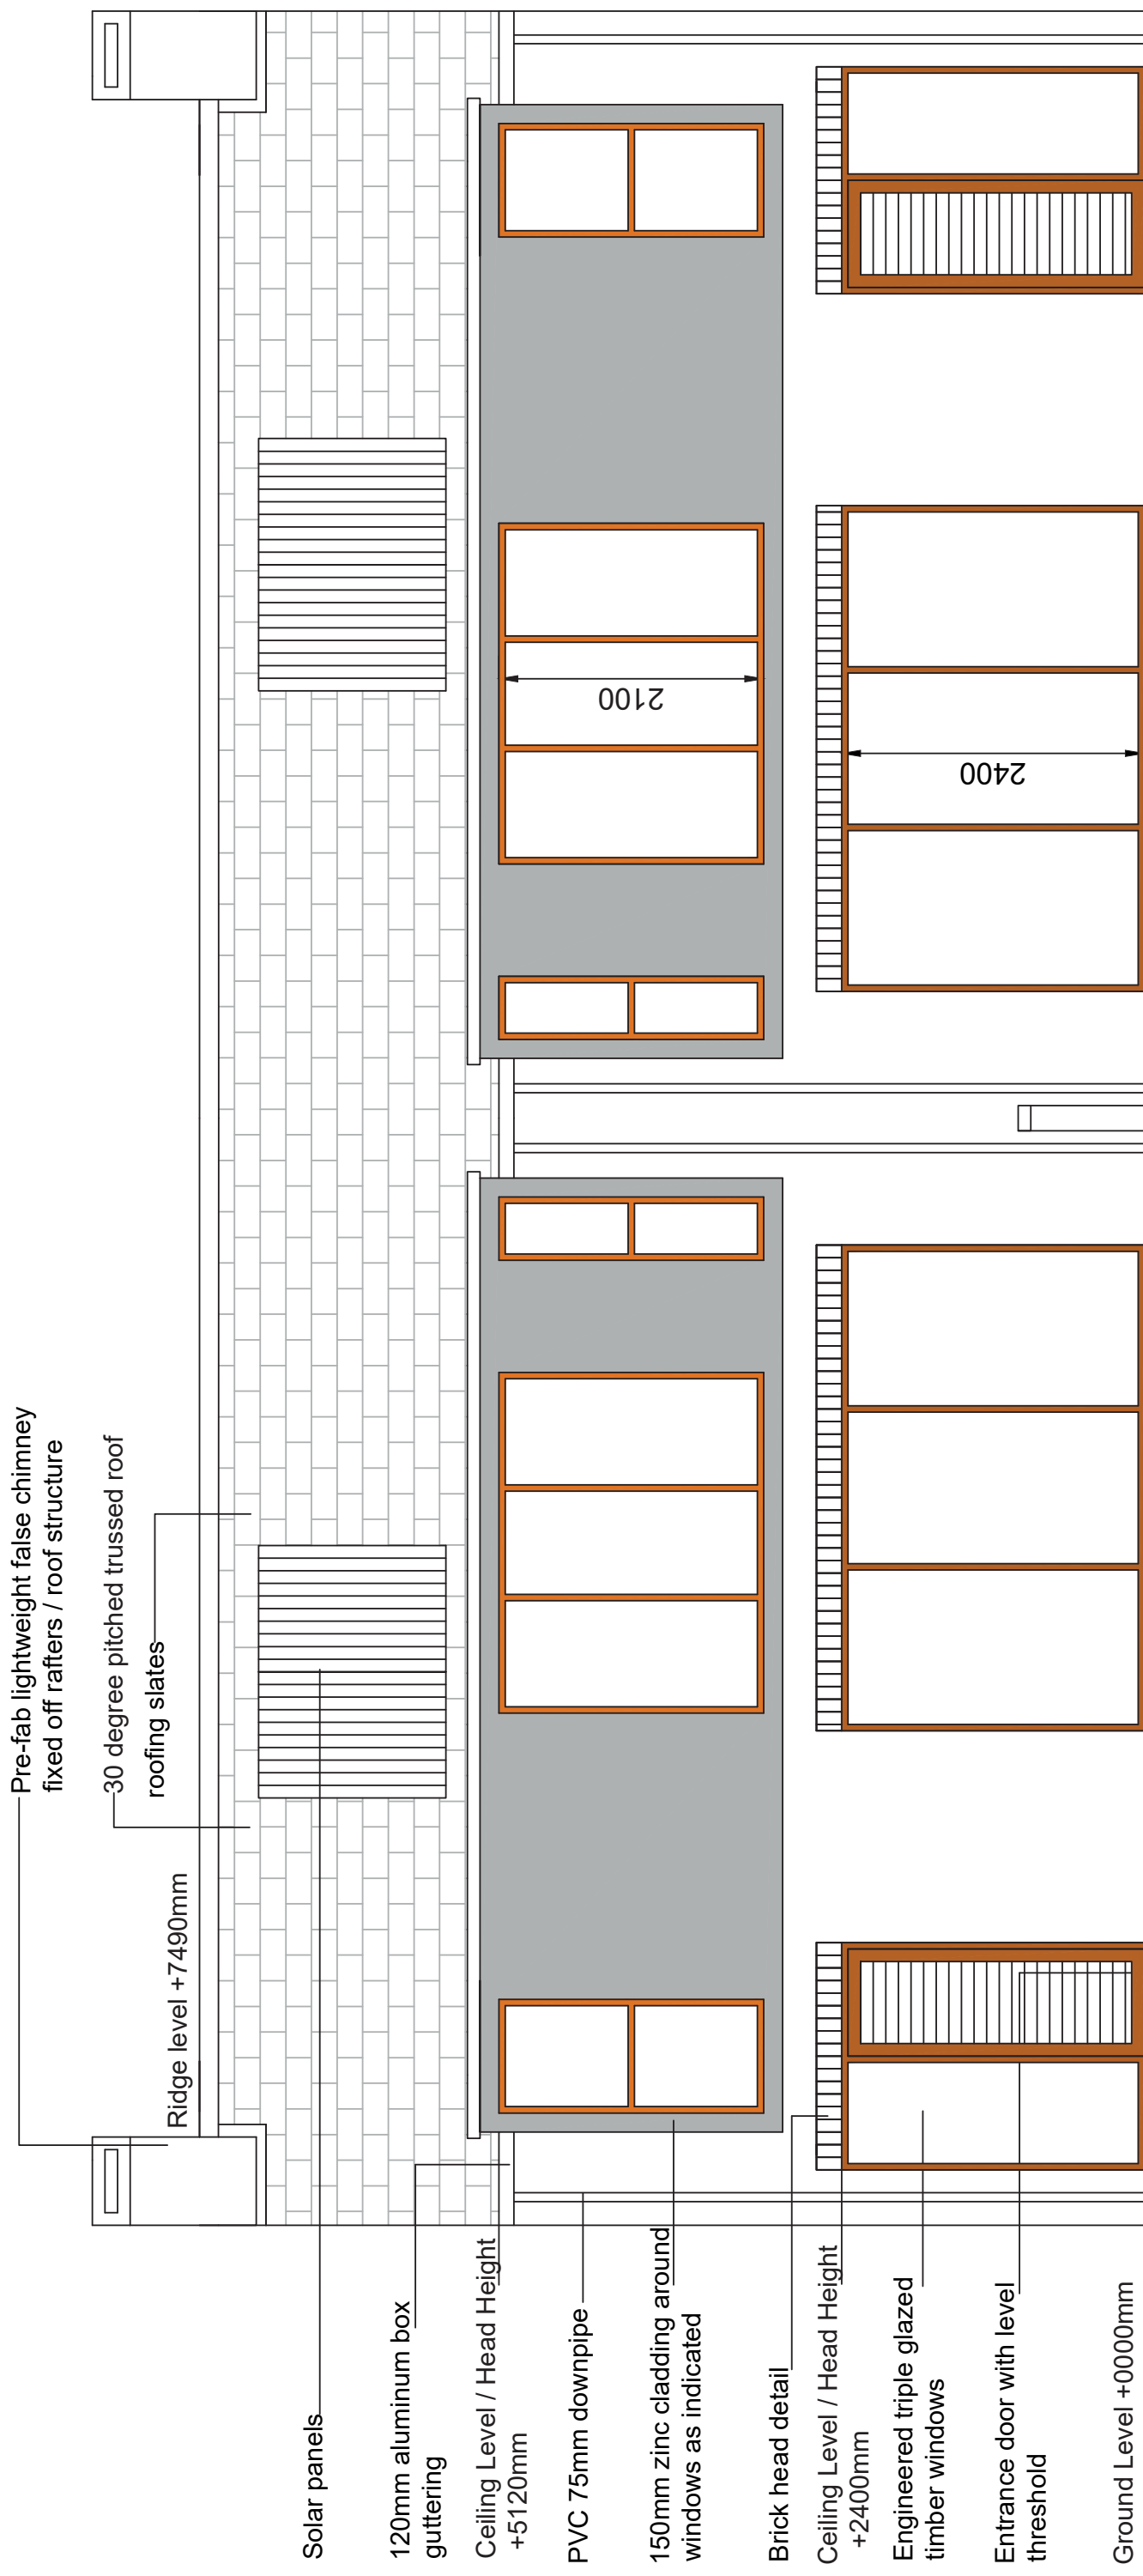 Pre-fab lightweight false chimney
fixed off rafters / roof structure
30 degree pitched trussed roof
roofing slates
Ridge level +7490mm
Solar panels
120mm aluminum box
guttering
Ceiling Level / Head Height
+5120mm
PVC 75mm downpipe
150mm zinc cladding around
windows as indicated
Brick head detail
Ceiling Level / Head Height
+2400mm
Engineered triple glazed
timber windows
Entrance door with level
threshold
Ground Level +0000mm
2100
2400